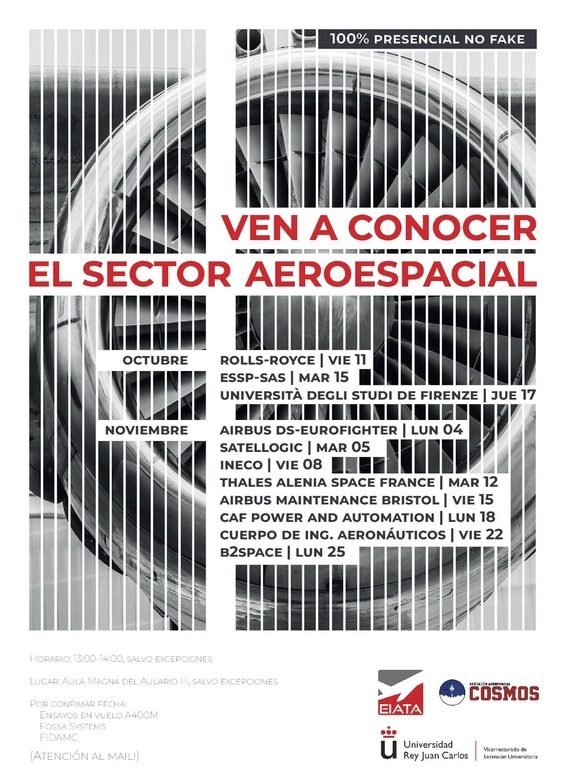 100% PRESENCIAL NO FAKE
VEN A CONOCER
EL SECTOR AEROESPACIAL
OCTUBRE
ROLLS-ROYCE | VIE 11
ESSP-SAS | MAR 15
UNIVERSITÀ DEGLI STUDI DE FIRENZE | JUE 17
NOVIEMBRE
AIRBUS DS-EUROFIGHTER | LUN 04
SATELLOGIC | MAR 05
INECO | VIE 08
THALES ALENIA SPACE FRANCE | MAR 12
AIRBUS MAINTENANCE BRISTOL | VIE 15
CAF POWER AND AUTOMATION | LUN 18
CUERPO DE ING. AERONÁUTICOS | VIE 22
B2SPACE | LUN 25
HORARIO: 13:00-14:00, SALVO EXCEPCIONES
LUGAR: AULA MAGNA DEL AULARIO III, SALVO EXCEPCIONES
POR CONFIMAR FECHA:
ENSAYOS EN VUELO A400M
FOSSA SYSTEMS
FIDAMC
(ATENCIÓN AL MAIL!)
EIATA
ASOCIACIÓN AEROESPACIAL
COSMOS
Universidad
Rey Juan Carlos
Vicerrectorado de
Extensión Universitaria